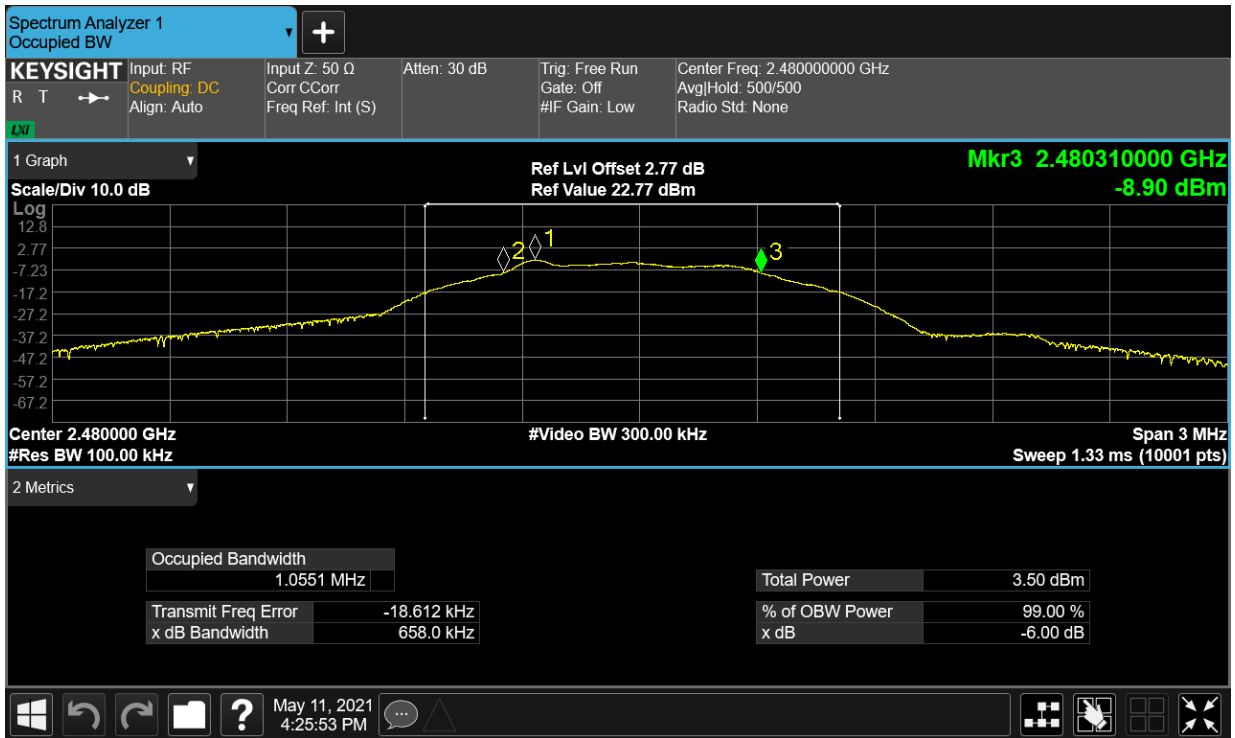 Spectrum Analyzer 1
Occupied BW
+
KEYSIGHT
R T
LXI
Input: RF
Coupling: DC
Align: Auto
Input Z: 50 Ω
Corr CCorr
Freq Ref: Int (S)
Atten: 30 dB
Trig: Free Run
Gate: Off
#IF Gain: Low
Center Freq: 2.480000000 GHz
Avg|Hold: 500/500
Radio Std: None
1 Graph
Scale/Div 10.0 dB
Ref Lvl Offset 2.77 dB
Ref Value 22.77 dBm
Mkr3 2.480310000 GHz
-8.90 dBm
Log
12.8
2.77
-7.23
-17.2
-27.2
-37.2
-47.2
-57.2
-67.2
2
1
3
Center 2.480000 GHz
#Video BW 300.00 kHz
Span 3 MHz
#Res BW 100.00 kHz
Sweep 1.33 ms (10001 pts)
2 Metrics
Occupied Bandwidth
1.0551 MHz
Transmit Freq Error -18.612 kHz
x dB Bandwidth 658.0 kHz
Total Power 3.50 dBm
% of OBW Power 99.00 %
x dB -6.00 dB
?
May 11, 2021
4:25:53 PM